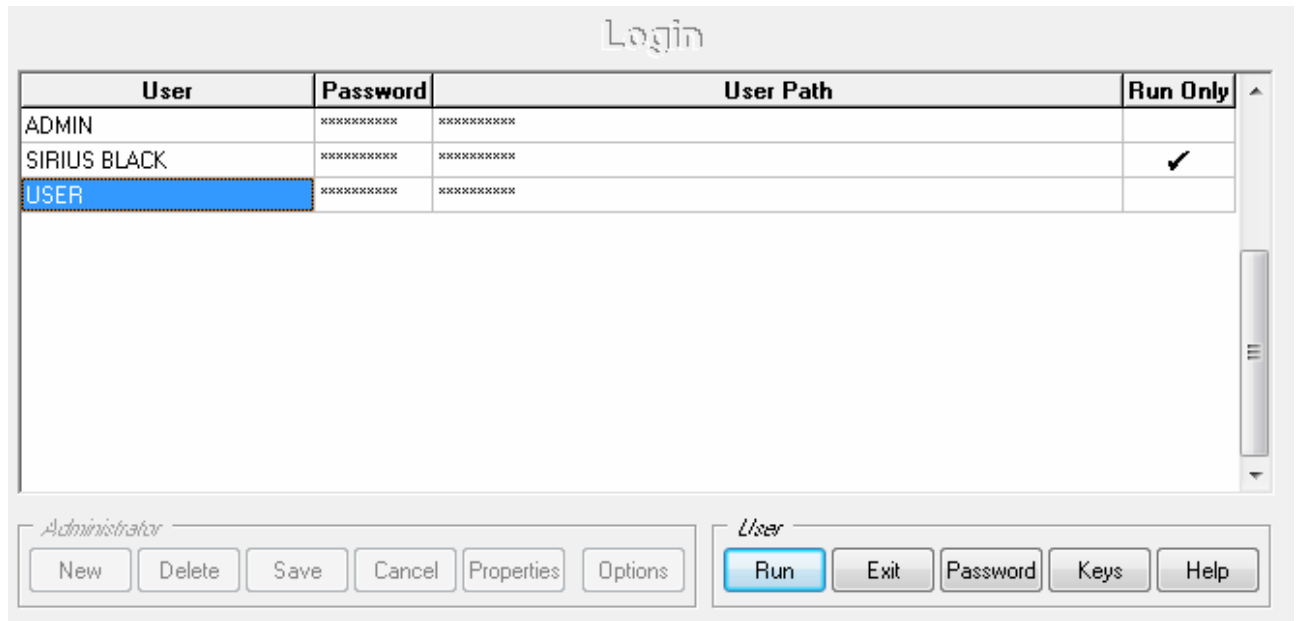 Login
User Password User Path Run Only
ADMIN ********** **********
SIRIUS BLACK ********** ********** ✓
USER ********** **********
Administrator User
New Delete Save Cancel Properties Options Run Exit Password Keys Help